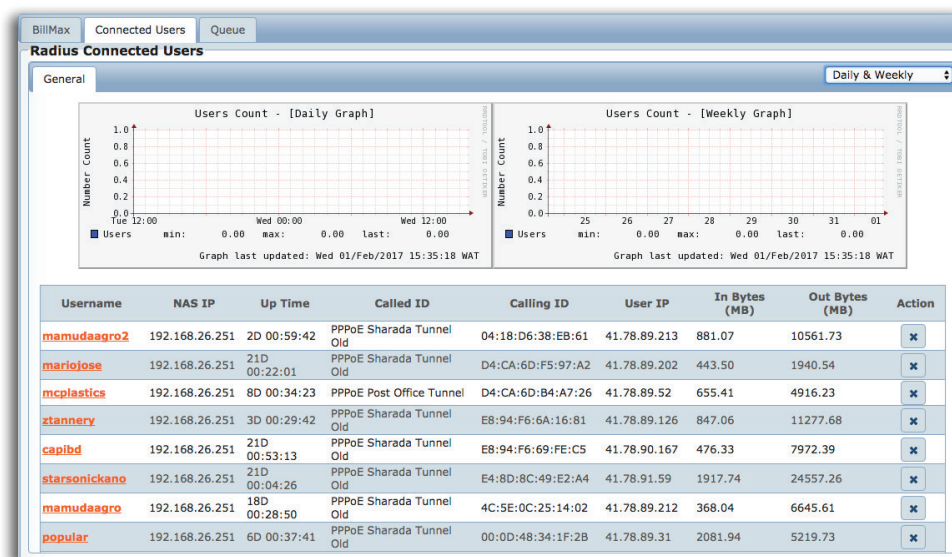 BillMax Connected Users Queue
Radius Connected Users
General Daily & Weekly
Users Count - [Daily Graph]
RRDTOOL / TOBI OETIKER
Number Count
1.0
0.8
0.6
0.4
0.2
0.0
Tue 12:00 Wed 00:00 Wed 12:00
Users min: 0.00 max: 0.00 last: 0.00
Graph last updated: Wed 01/Feb/2017 15:35:18 WAT
Users Count - [Weekly Graph]
RRDTOOL / TOBI OETIKER
Number Count
1.0
0.8
0.6
0.4
0.2
0.0
25 26 27 28 29 30 31 01
Users min: 0.00 max: 0.00 last: 0.00
Graph last updated: Wed 01/Feb/2017 15:35:18 WAT
Username NAS IP Up Time Called ID Calling ID User IP In Bytes (MB) Out Bytes (MB) Action
mamudaagro2 192.168.26.251 2D 00:59:42 PPPoE Sharada Tunnel Old 04:18:D6:38:EB:61 41.78.89.213 881.07 10561.73
mariojose 192.168.26.251 21D 00:22:01 PPPoE Sharada Tunnel Old D4:CA:6D:F5:97:A2 41.78.89.202 443.50 1940.54
mcplastics 192.168.26.251 8D 00:34:23 PPPoE Post Office Tunnel D4:CA:6D:B4:A7:26 41.78.89.52 655.41 4916.23
ztannery 192.168.26.251 3D 00:29:42 PPPoE Sharada Tunnel Old E8:94:F6:6A:16:81 41.78.89.126 847.06 11277.68
capibd 192.168.26.251 21D 00:53:13 PPPoE Sharada Tunnel Old E8:94:F6:69:FE:C5 41.78.90.167 476.33 7972.39
starsonickano 192.168.26.251 21D 00:04:26 PPPoE Sharada Tunnel Old E4:8D:8C:49:E2:A4 41.78.91.59 1917.74 24557.26
mamudaagro 192.168.26.251 18D 00:28:50 PPPoE Sharada Tunnel Old 4C:5E:0C:25:14:02 41.78.89.212 368.04 6645.61
popular 192.168.26.251 6D 00:37:41 PPPoE Sharada Tunnel Old 00:0D:48:34:1F:2B 41.78.89.31 2081.94 5219.73